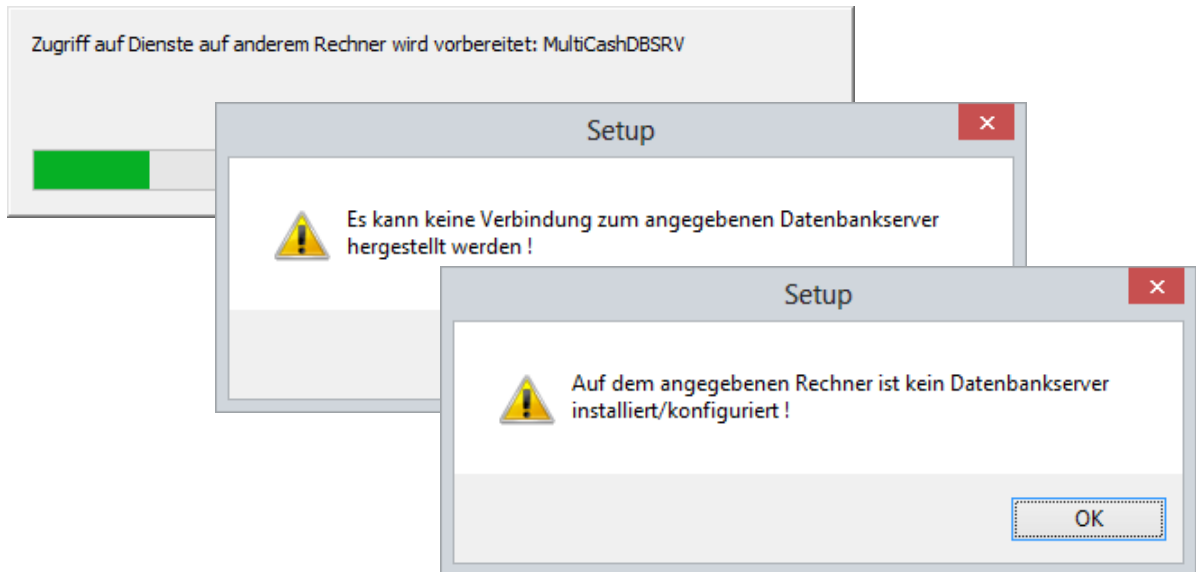 Zugriff auf Dienste auf anderem Rechner wird vorbereitet: MultiCashDBSRV
Setup
Es kann keine Verbindung zum angegebenen Datenbankserver
hergestellt werden !
Setup
Auf dem angegebenen Rechner ist kein Datenbankserver
installiert/konfiguriert !
OK